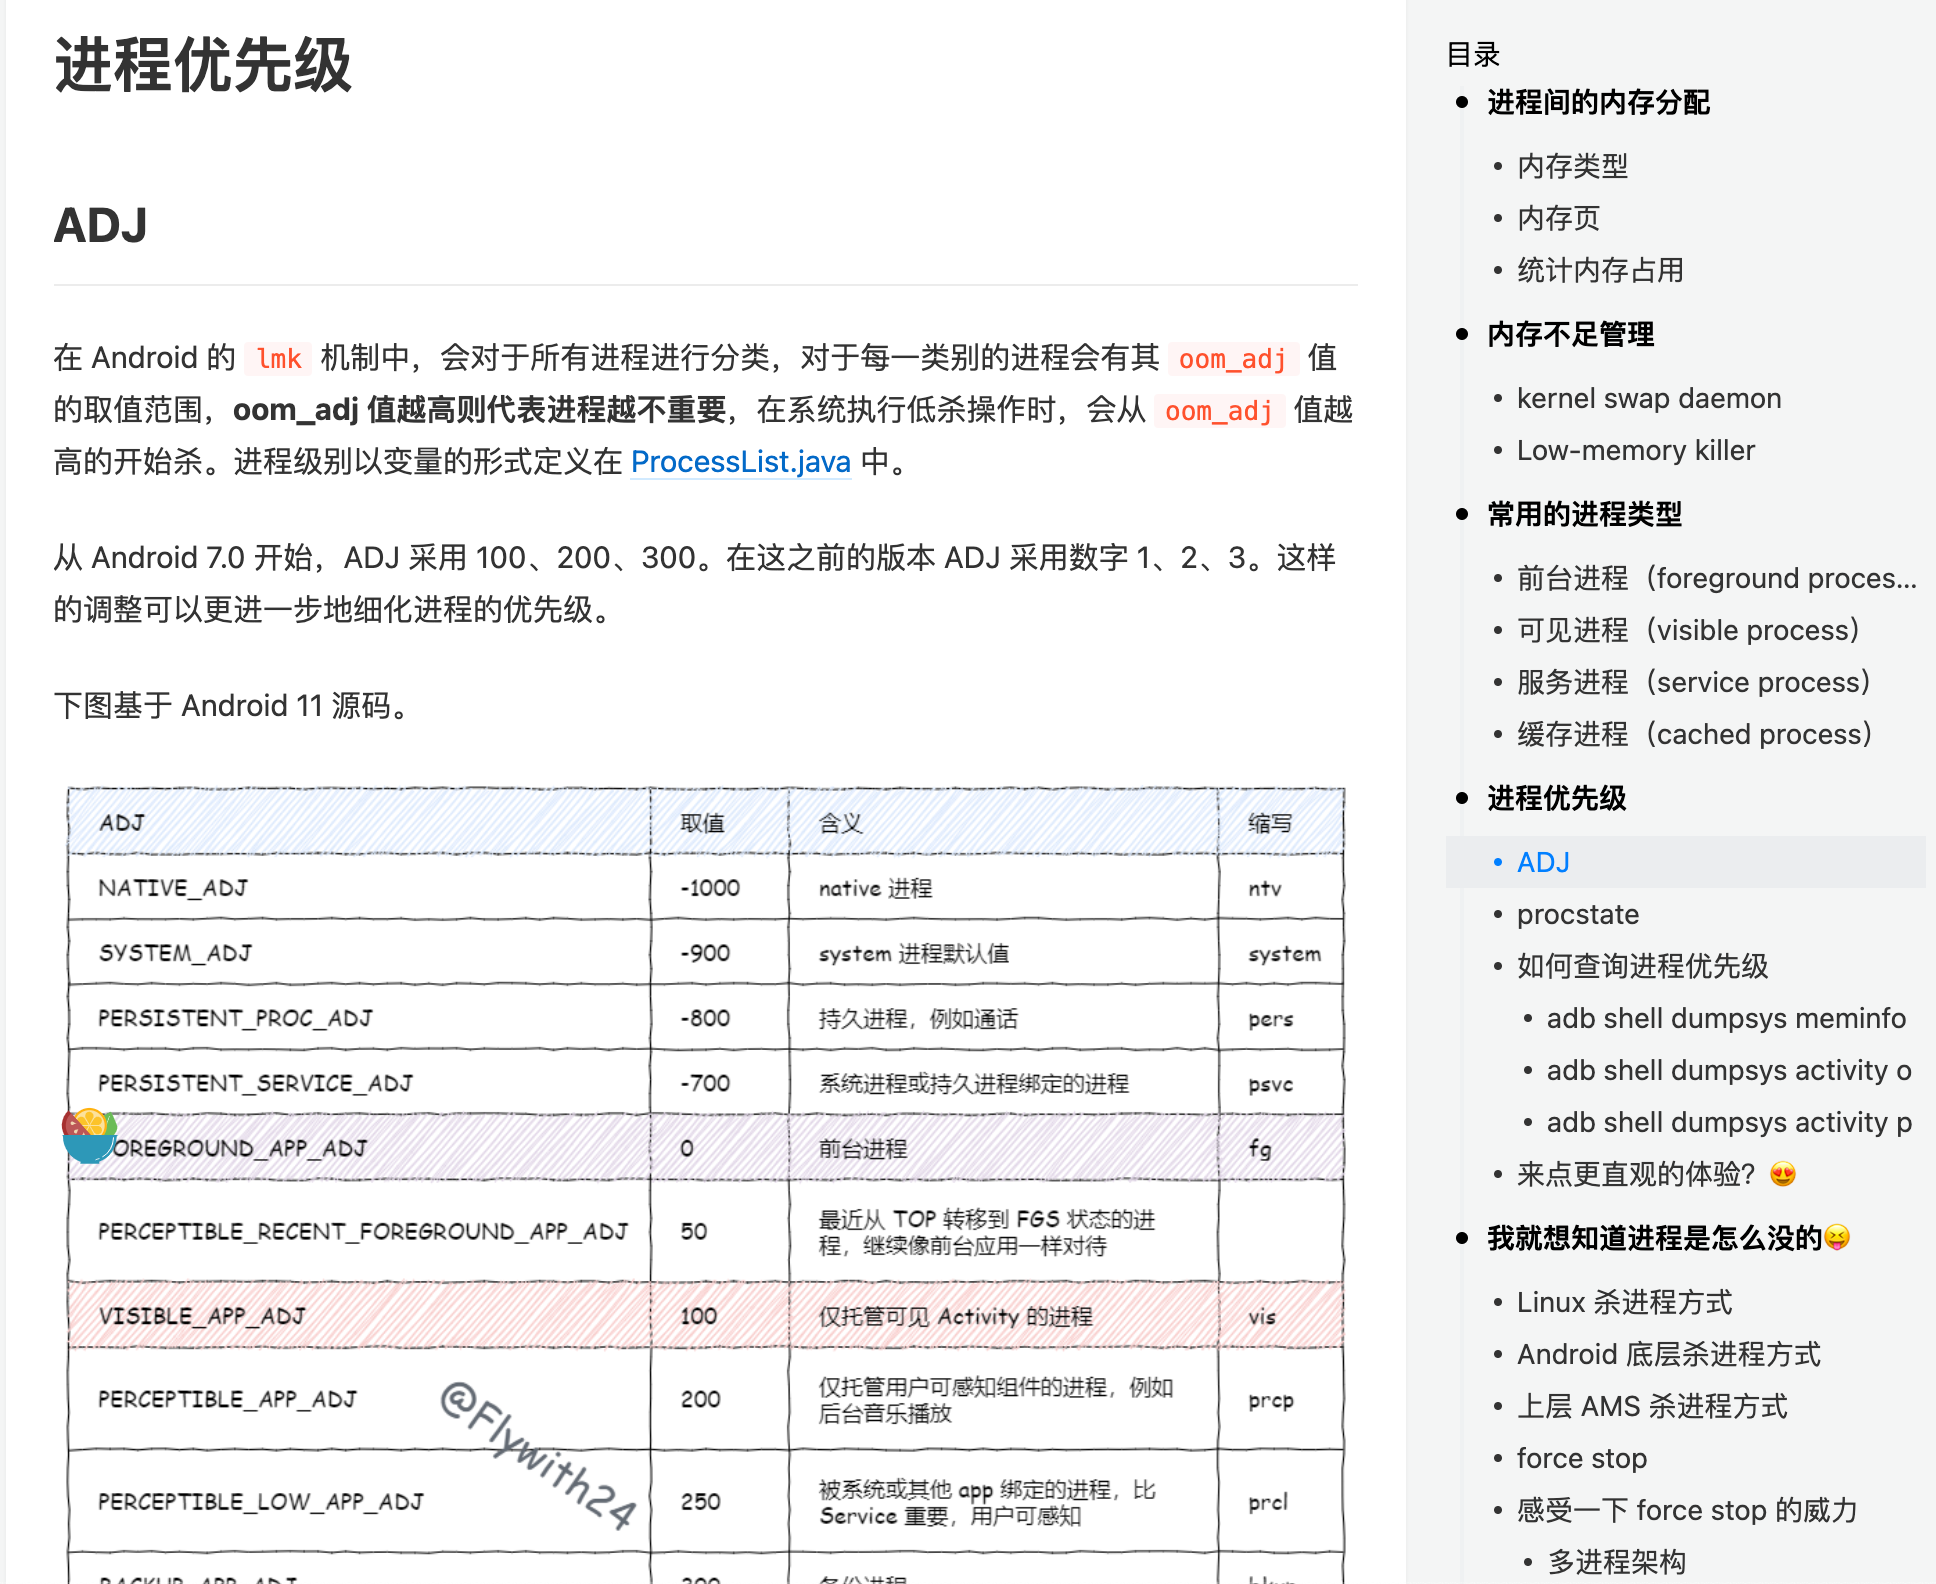 进程优先级
ADJ
在 Android 的 lmk 机制中，会对于所有进程进行分类，对于每一类别的进程会有其 oom_adj 值
的取值范围，oom_adj 值越高则代表进程越不重要，在系统执行低杀操作时，会从 oom_adj 值越
高的开始杀。进程级别以变量的形式定义在 ProcessList.java 中。
从 Android 7.0 开始，ADJ 采用 100、200、300。在这之前的版本 ADJ 采用数字 1、2、3。这样
的调整可以更进一步地细化进程的优先级。
下图基于 Android 11 源码。
ADJ 取值 含义 缩写
NATIVE_ADJ -1000 native 进程 ntv
SYSTEM_ADJ -900 system 进程默认值 system
PERSISTENT_PROC_ADJ -800 持久进程，例如通话 pers
PERSISTENT_SERVICE_ADJ -700 系统进程或持久进程绑定的进程 psvc
OREGROUND_APP_ADJ 0 前台进程 fg
PERCEPTIBLE_RECENT_FOREGROUND_APP_ADJ 50 最近从 TOP 转移到 FGS 状态的进
程，继续像前台应用一样对待
VISIBLE_APP_ADJ 100 仅托管可见 Activity 的进程 vis
PERCEPTIBLE_APP_ADJ 200 仅托管用户可感知组件的进程，例如
后台音乐播放 prcp
PERCEPTIBLE_LOW_APP_ADJ 250 被系统或其他 app 绑定的进程，比
Service 重要，用户可感知 prcl
@Flywith24
目录
进程间的内存分配
内存类型
内存页
统计内存占用
内存不足管理
kernel swap daemon
Low-memory killer
常用的进程类型
前台进程（foreground proces...
可见进程（visible process）
服务进程（service process）
缓存进程（cached process）
进程优先级
ADJ
procstate
如何查询进程优先级
adb shell dumpsys meminfo
adb shell dumpsys activity o
adb shell dumpsys activity p
来点更直观的体验？😍
我就想知道进程是怎么没的😝
Linux 杀进程方式
Android 底层杀进程方式
上层 AMS 杀进程方式
force stop
感受一下 force stop 的威力
多进程架构